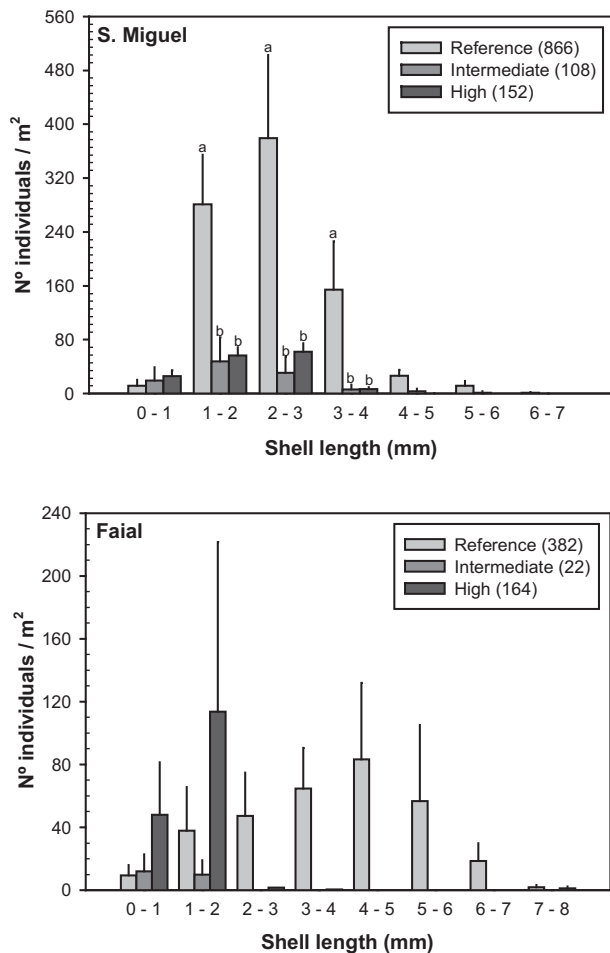 S. Miguel
Reference (866)
Intermediate (108)
High (152)
Nº individuals / m²
560
480
400
320
240
160
80
0
a
a
a
b
b
b
b
b
b
0 - 1
1 - 2
2 - 3
3 - 4
4 - 5
5 - 6
6 - 7
Shell length (mm)
Faial
Reference (382)
Intermediate (22)
High (164)
Nº individuals / m²
240
200
160
120
80
40
0
0 - 1
1 - 2
2 - 3
3 - 4
4 - 5
5 - 6
6 - 7
7 - 8
Shell length (mm)